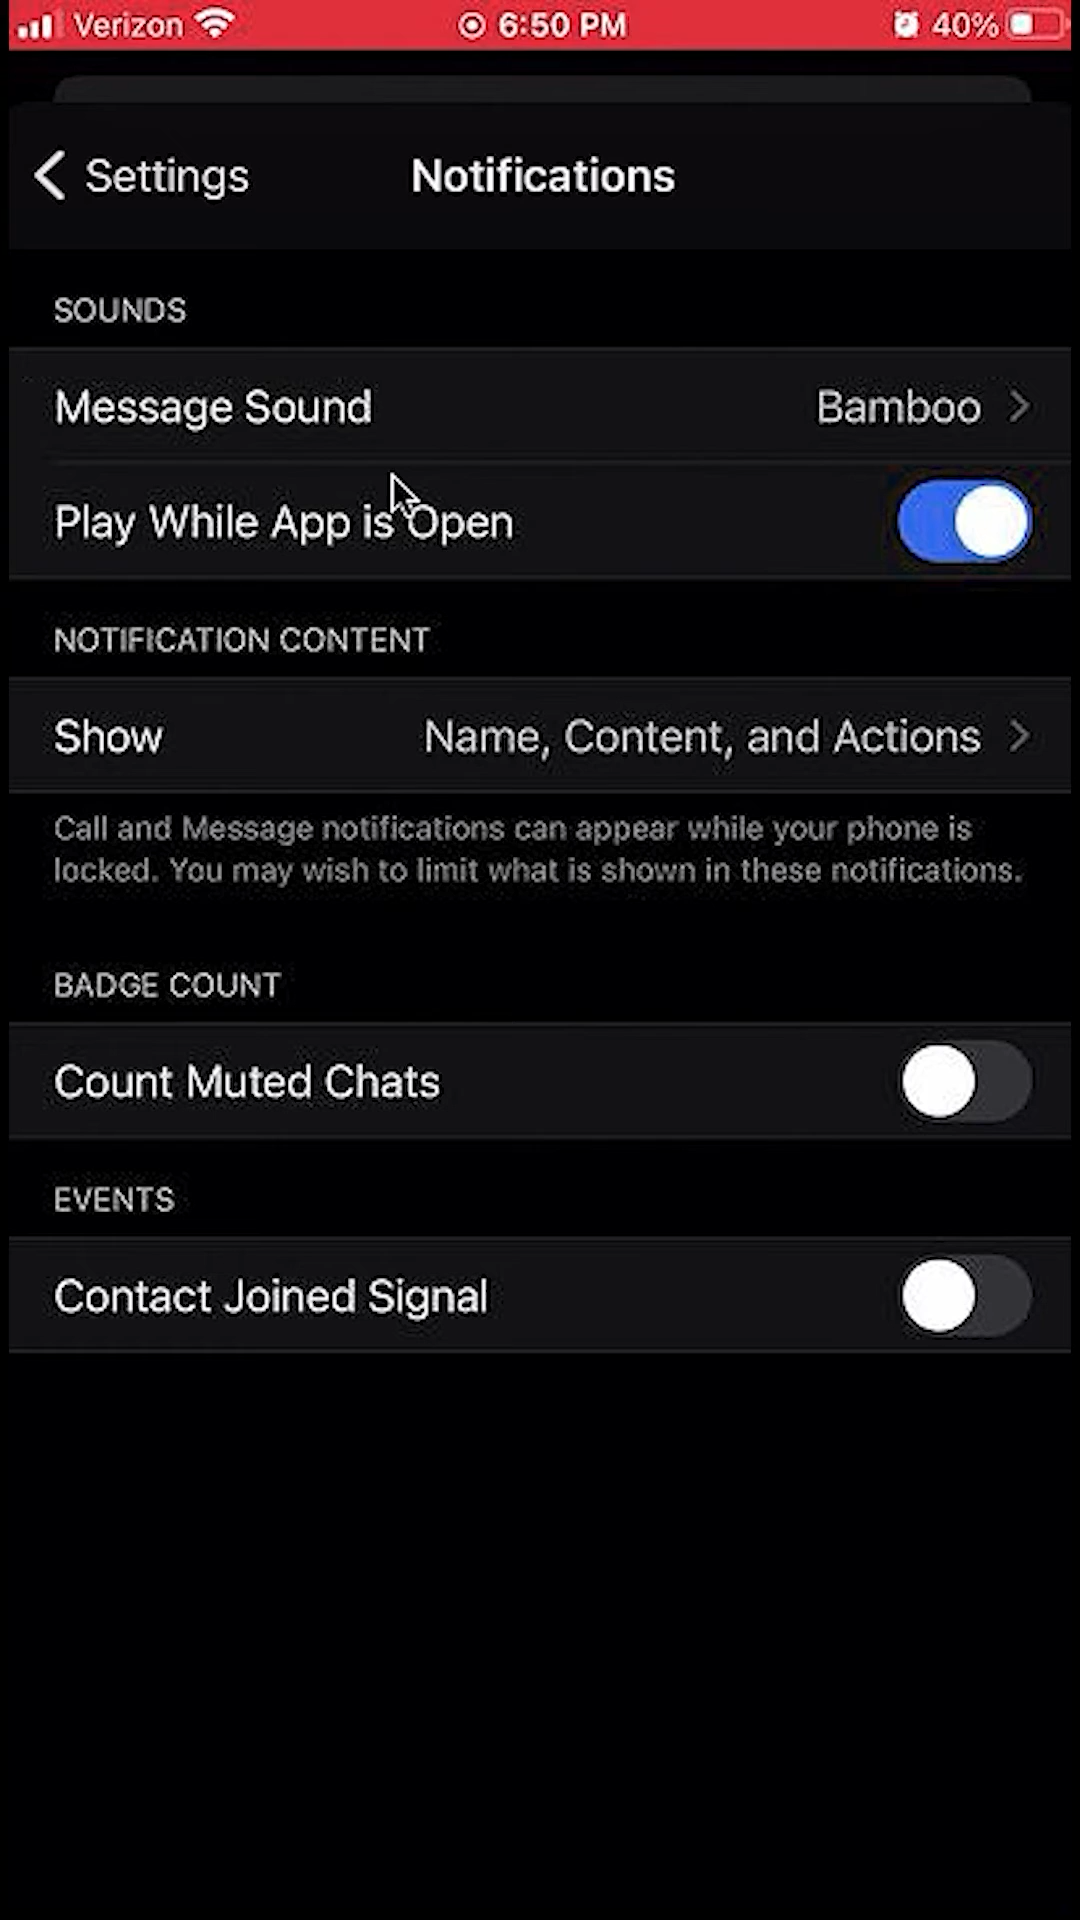 Verizon 6:50 PM 40%
Settings Notifications
SOUNDS
Message Sound Bamboo
Play While App is Open
NOTIFICATION CONTENT
Show Name, Content, and Actions
Call and Message notifications can appear while your phone is
locked. You may wish to limit what is shown in these notifications.
BADGE COUNT
Count Muted Chats
EVENTS
Contact Joined Signal